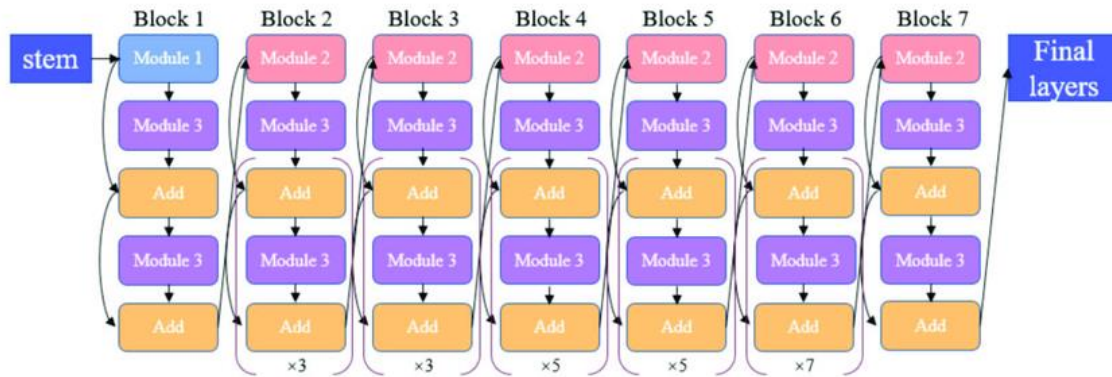 Block 1 Block 2 Block 3 Block 4 Block 5 Block 6 Block 7
stem Module 1 Module 2 Module 2 Module 2 Module 2 Module 2 Module 2 Final
layers
Module 3 Module 3 Module 3 Module 3 Module 3 Module 3 Module 3
Add Add Add Add Add Add Add
Module 3 Module 3 Module 3 Module 3 Module 3 Module 3 Module 3
Add Add Add Add Add Add Add
×3 ×3 ×5 ×5 ×7